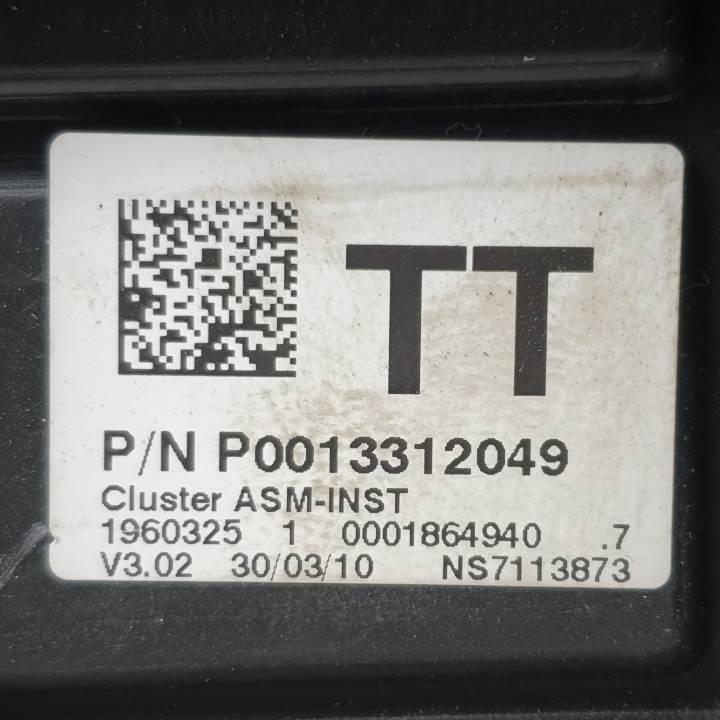 TT
P/N P0013312049
Cluster ASM-INST
1960325 1 0001864940 .7
V3.02 30/03/10 NS7113873